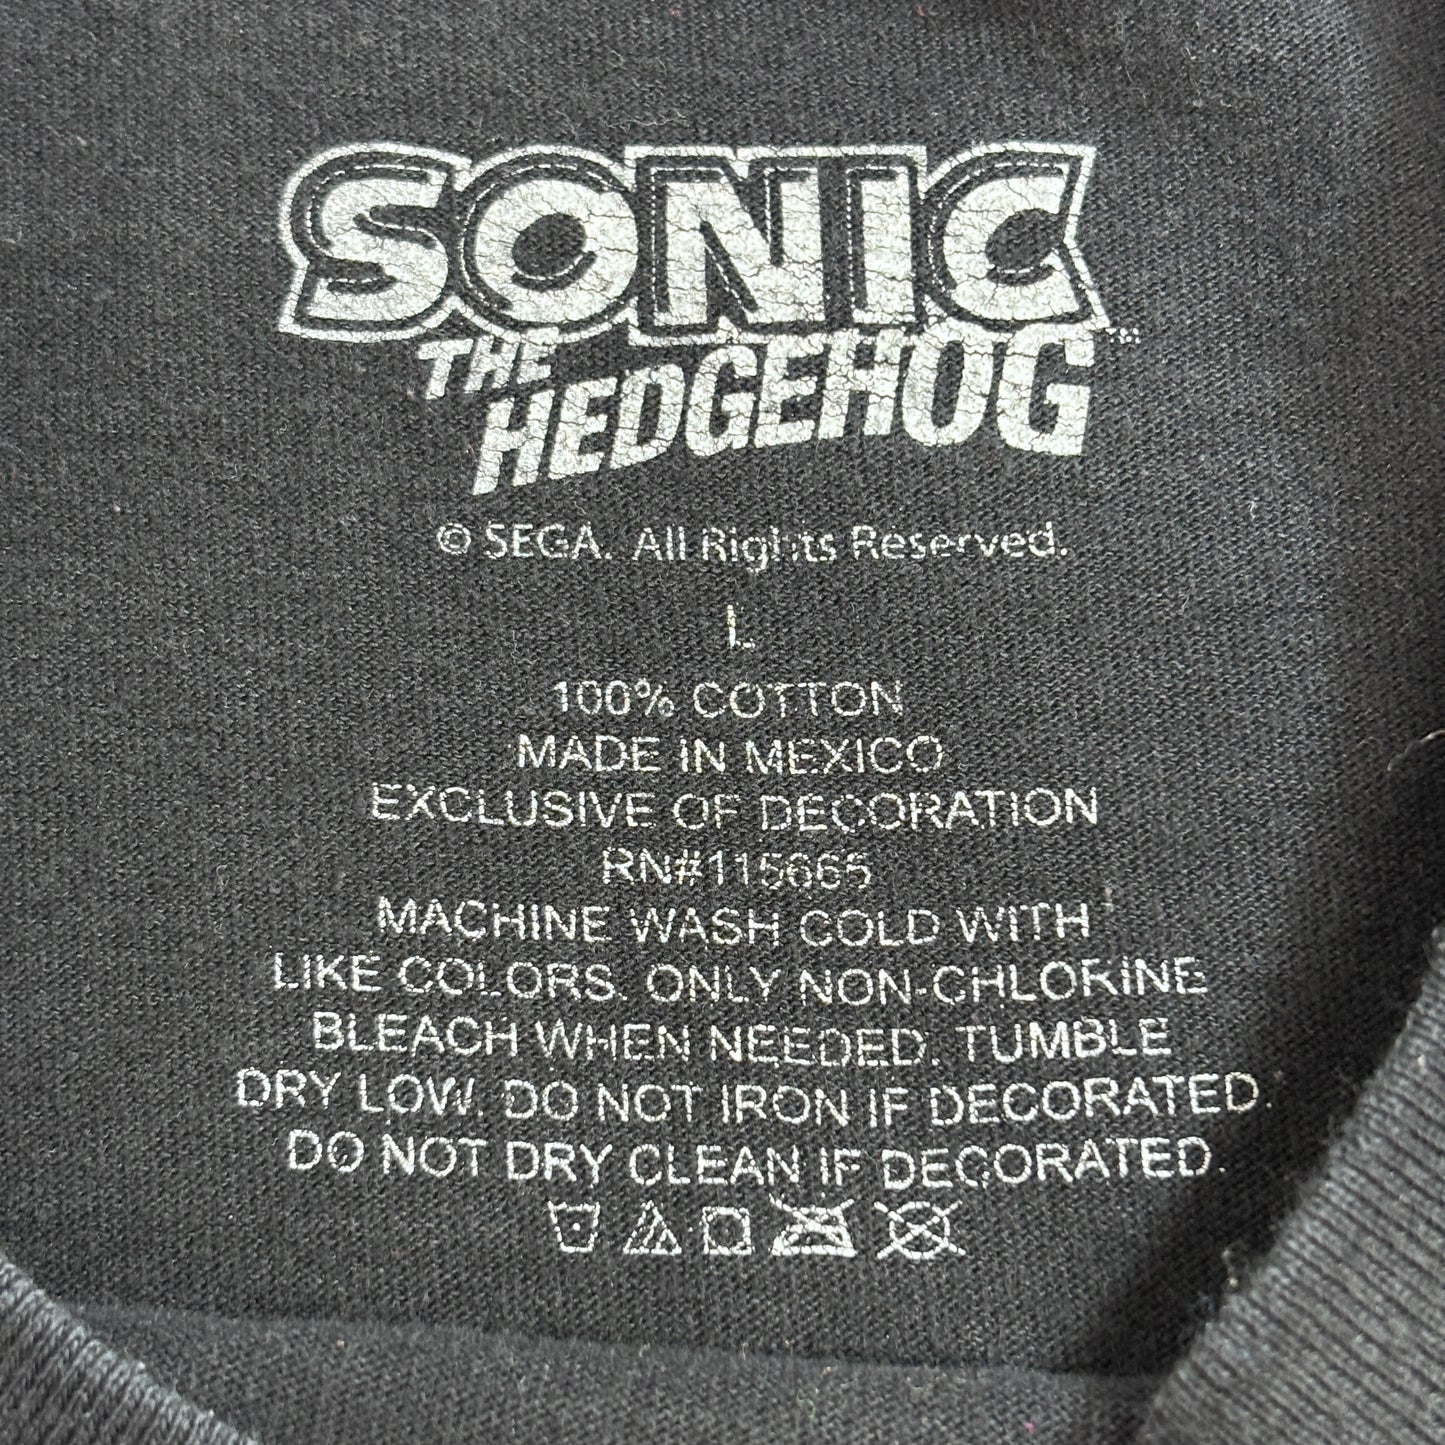 SONIC
THE
HEDGEHOG™
© SEGA. All Rights Reserved.
L
100% COTTON
MADE IN MEXICO
EXCLUSIVE OF DECORATION
RN#115665
MACHINE WASH COLD WITH
LIKE COLORS. ONLY NON-CHLORINE
BLEACH WHEN NEEDED. TUMBLE
DRY LOW. DO NOT IRON IF DECORATED.
DO NOT DRY CLEAN IF DECORATED.